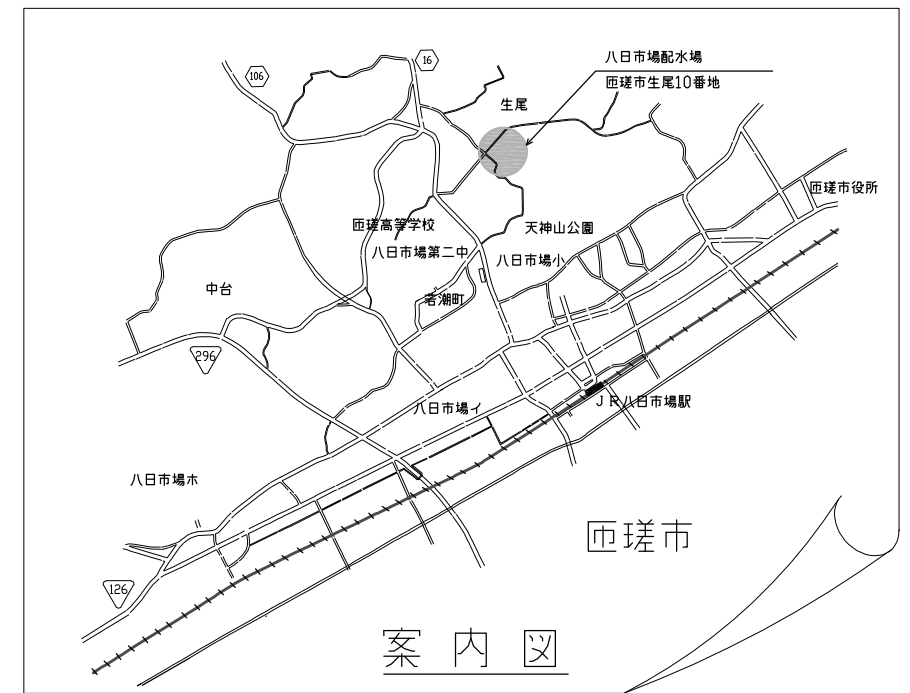 八日市場配水場
16
106
匝瑳市生尾10番地
生尾
匝瑳市役所
匝瑳高等学校
天神山公園
八日市場第二中
八日市場小
中台
若潮町
296
JR八日市場駅
八日市場イ
八日市場ホ
匝瑳市
126
案内図